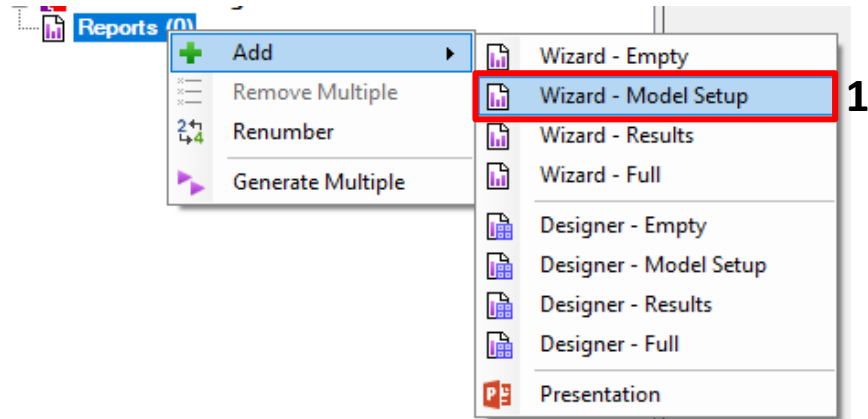 Reports (0)
Add
Remove Multiple
Renumber
Generate Multiple
Wizard - Empty
Wizard - Model Setup
1
Wizard - Results
Wizard - Full
Designer - Empty
Designer - Model Setup
Designer - Results
Designer - Full
Presentation